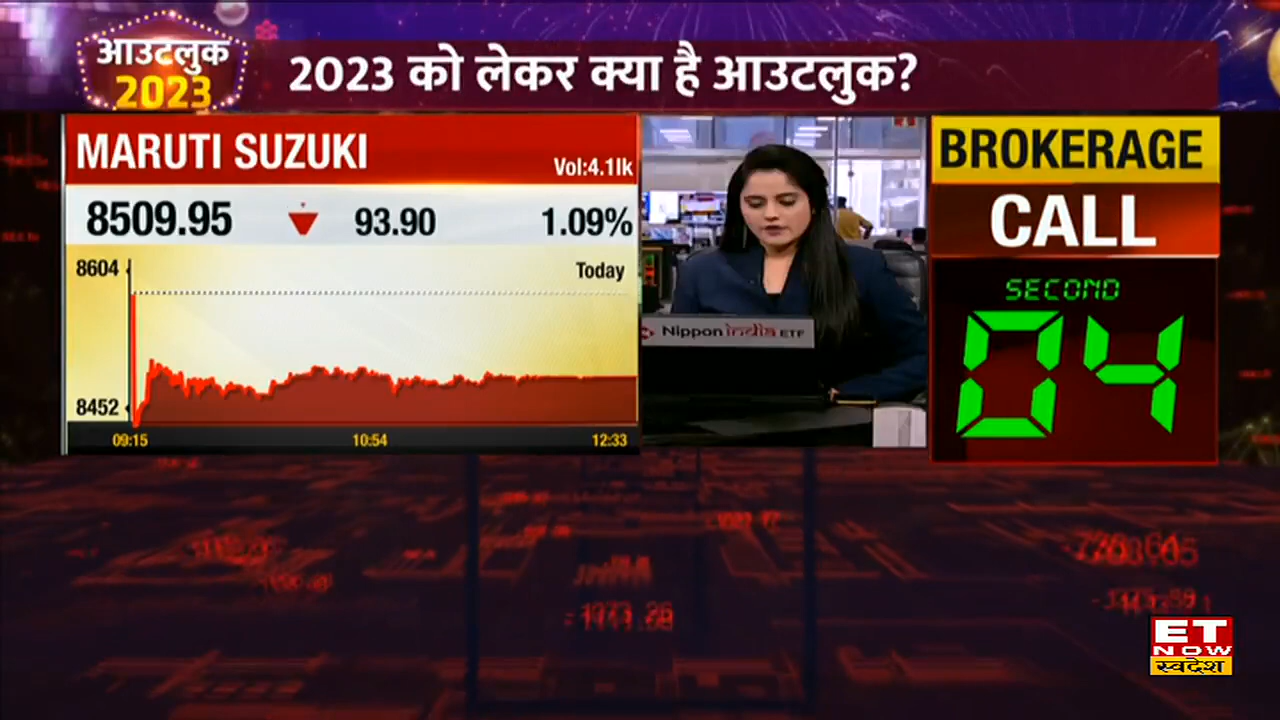 आउटलुक
2023
2023 को लेकर क्या है आउटलुक?
MARUTI SUZUKI
Vol:4.1lk
8509.95 93.90 1.09%
8604
Today
8452
09:15 10:54 12:33
Nippon india ETF
BROKERAGE
CALL
SECOND
04
ET
NOW
स्वदेश